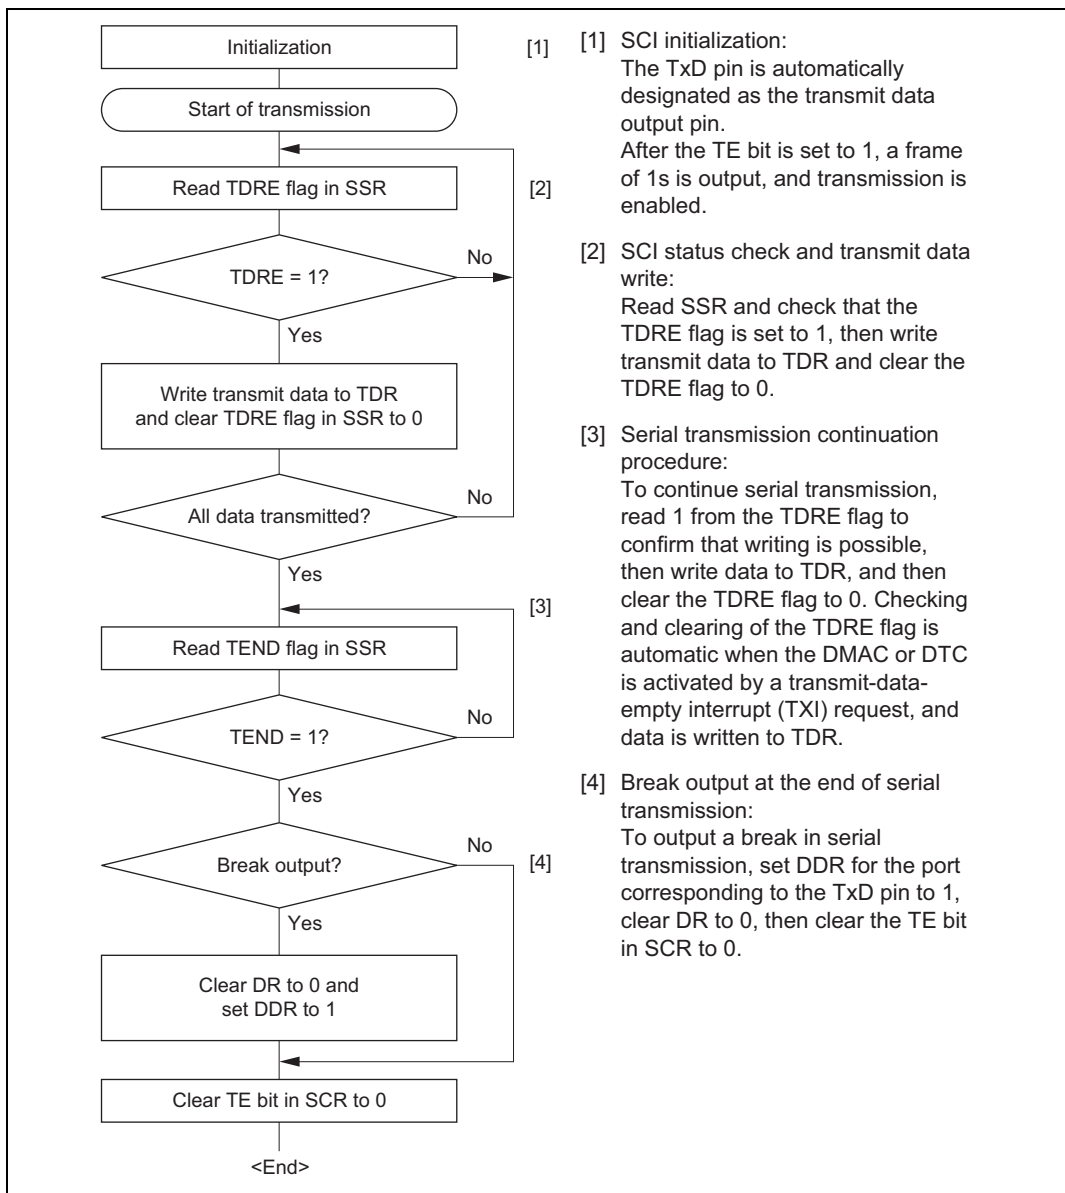 Initialization
[1]
Start of transmission
Read TDRE flag in SSR
[2]
TDRE = 1?
No
Yes
Write transmit data to TDR
and clear TDRE flag in SSR to 0
All data transmitted?
No
Yes
[3]
Read TEND flag in SSR
TEND = 1?
No
Yes
Break output?
No
[4]
Yes
Clear DR to 0 and
set DDR to 1
Clear TE bit in SCR to 0
<End>
[1] SCI initialization:
The TxD pin is automatically
designated as the transmit data
output pin.
After the TE bit is set to 1, a frame
of 1s is output, and transmission is
enabled.
[2] SCI status check and transmit data
write:
Read SSR and check that the
TDRE flag is set to 1, then write
transmit data to TDR and clear the
TDRE flag to 0.
[3] Serial transmission continuation
procedure:
To continue serial transmission,
read 1 from the TDRE flag to
confirm that writing is possible,
then write data to TDR, and then
clear the TDRE flag to 0. Checking
and clearing of the TDRE flag is
automatic when the DMAC or DTC
is activated by a transmit-data-
empty interrupt (TXI) request, and
data is written to TDR.
[4] Break output at the end of serial
transmission:
To output a break in serial
transmission, set DDR for the port
corresponding to the TxD pin to 1,
clear DR to 0, then clear the TE bit
in SCR to 0.